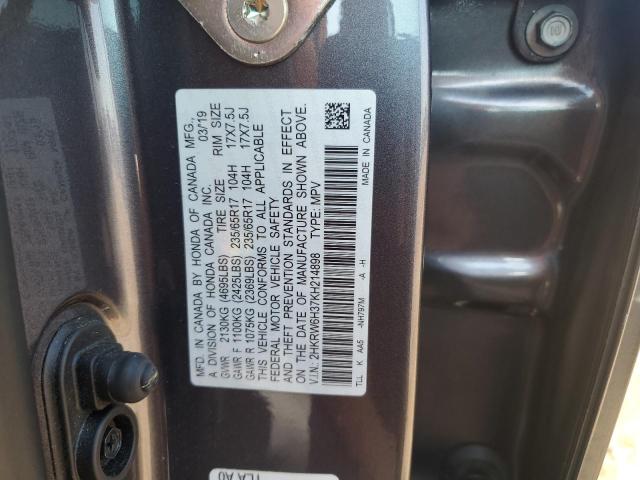 MFD. IN CANADA BY HONDA OF CANADA MFG.,
A DIVISION OF HONDA CANADA INC. 03/19
GVWR 2130KG (4695LBS) TIRE SIZE RIM SIZE
GAWR F 1100KG (2425LBS) 235/65R17 104H 17X7.5J
GAWR R 1075KG (2369LBS) 235/65R17 104H 17X7.5J
THIS VEHICLE CONFORMS TO ALL APPLICABLE
FEDERAL MOTOR VEHICLE SAFETY
AND THEFT PREVENTION STANDARDS IN EFFECT
ON THE DATE OF MANUFACTURE SHOWN ABOVE.
V.I.N.: 2HKRW6H37KH214898 TYPE: MPV
TLL K AA5 -NH797M -A -H
MADE IN CANADA
TLA A0